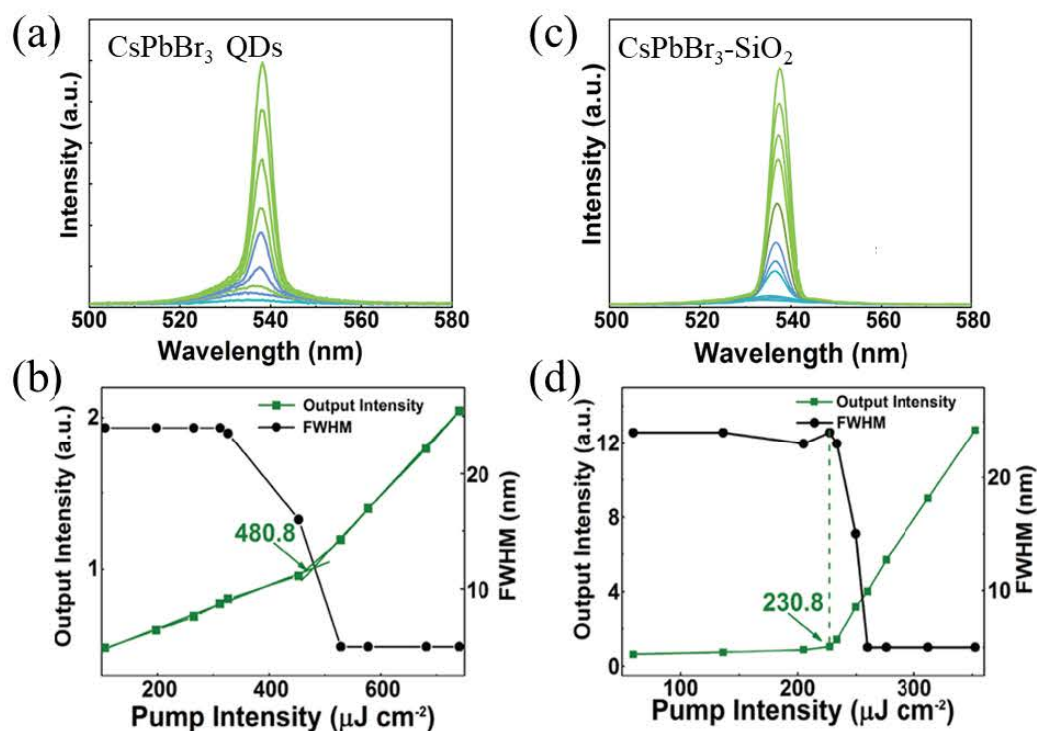 (a)
CsPbBr₃ QDs
Intensity (a.u.)
500 520 540 560 580
Wavelength (nm)
(c)
CsPbBr₃-SiO₂
Intensity (a.u.)
500 520 540 560 580
Wavelength (nm)
(b)
Output Intensity
FWHM
2
1
Output Intensity (a.u.)
480.8
20
10
FWHM (nm)
200 400 600
Pump Intensity (μJ cm⁻²)
(d)
Output Intensity
FWHM
12
8
4
0
Output Intensity (a.u.)
230.8
20
10
FWHM (nm)
100 200 300
Pump Intensity (μJ cm⁻²)